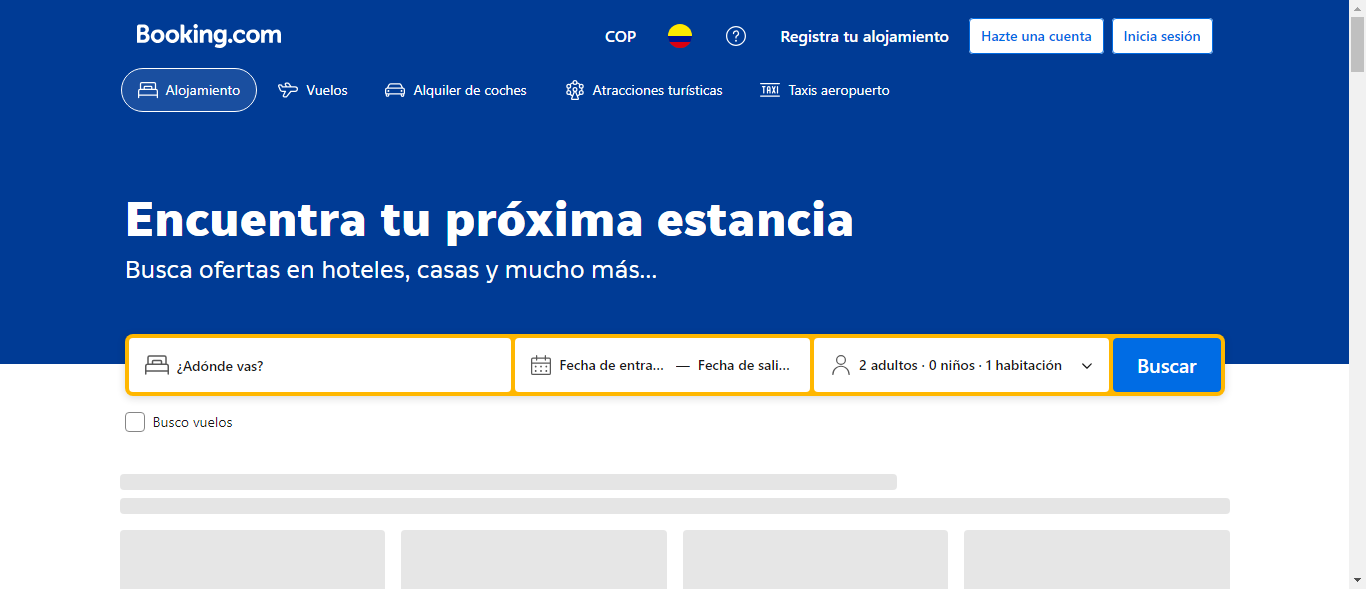 Booking.com COP Registra tu alojamiento Hazte una cuenta Inicia sesión
Alojamiento Vuelos Alquiler de coches Atracciones turísticas TAXI Taxis aeropuerto
Encuentra tu próxima estancia
Busca ofertas en hoteles, casas y mucho más...
¿Adónde vas? Fecha de entra... — Fecha de sali... 2 adultos · 0 niños · 1 habitación Buscar
Busco vuelos